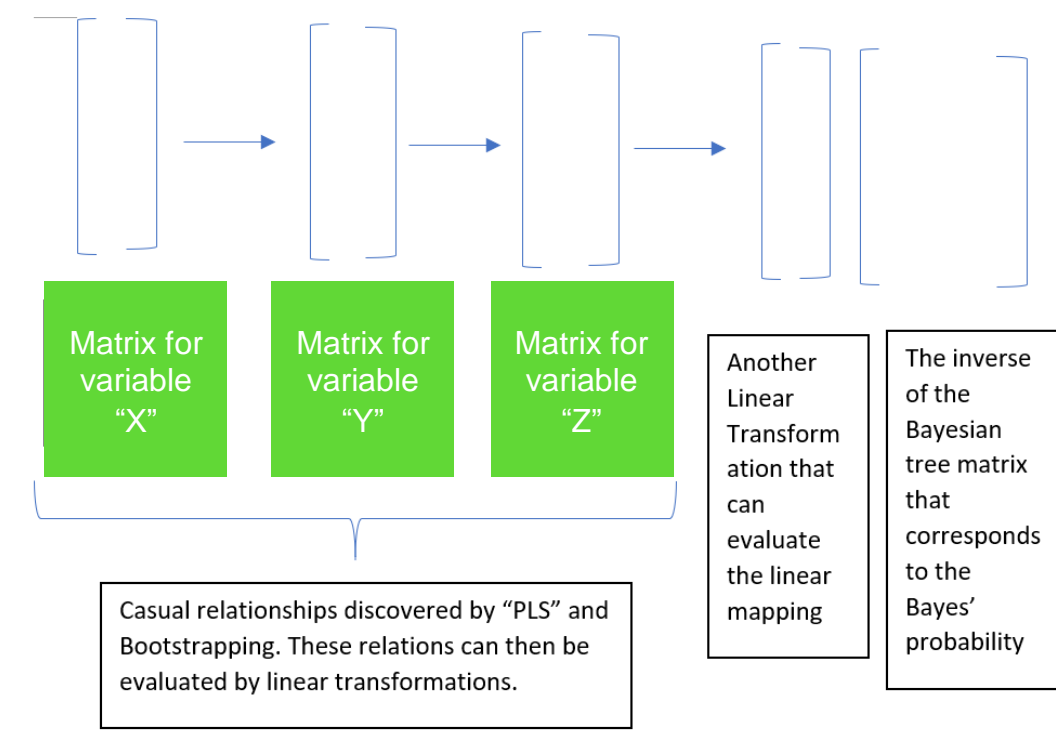 Matrix for
variable
“X”
Matrix for
variable
“Y”
Matrix for
variable
“Z”
Another
Linear
Transform
ation that
can
evaluate
the linear
mapping
The inverse
of the
Bayesian
tree matrix
that
corresponds
to the
Bayes’
probability
Casual relationships discovered by “PLS” and
Bootstrapping. These relations can then be
evaluated by linear transformations.